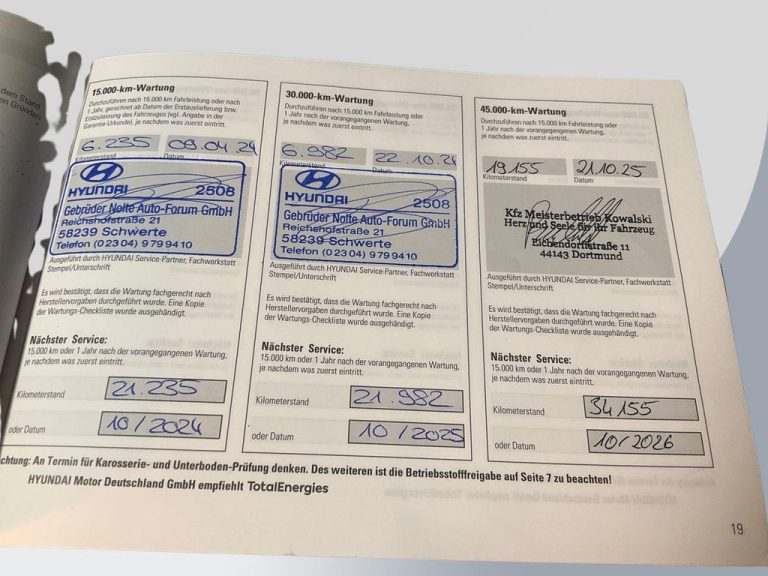 dem Stand
en Gründen
15.000-km-Wartung
Durchzuführen nach 15.000 km Fahrleistung oder nach
1 Jahr, gerechnet ab Datum der Erstauslieferung bzw.
Erstzulassung des Fahrzeuges (vgl. Angabe in der
Garantie-Urkunde), je nachdem was zuerst eintritt.
6.235 09.04.24
Kilometerstand Datum
HYUNDAI 2508
Gebrüder Nolte Auto-Forum GmbH
Reichshofstraße 21
58239 Schwerte
Telefon (02304) 9799410
Ausgeführt durch HYUNDAI Service-Partner, Fachwerkstatt
Stempel/Unterschrift
Es wird bestätigt, dass die Wartung fachgerecht nach
Herstellervorgaben durchgeführt wurde. Eine Kopie
der Wartungs-Checkliste wurde ausgehändigt.
Nächster Service:
15.000 km oder 1 Jahr nach der vorangegangenen Wartung,
je nachdem was zuerst eintritt.
Kilometerstand 21.235
oder Datum 10/2024
30.000-km-Wartung
Durchzuführen nach 15.000 km Fahrleistung oder nach
1 Jahr nach der vorangegangenen Wartung,
je nachdem was zuerst eintritt.
6.982 22.10.24
Kilometerstand Datum
HYUNDAI 2508
Gebrüder Nolte Auto-Forum GmbH
Reichshofstraße 21
58239 Schwerte
Telefon (02304) 9799410
Ausgeführt durch HYUNDAI Service-Partner, Fachwerkstatt
Stempel/Unterschrift
Es wird bestätigt, dass die Wartung fachgerecht nach
Herstellervorgaben durchgeführt wurde. Eine Kopie
der Wartungs-Checkliste wurde ausgehändigt.
Nächster Service:
15.000 km oder 1 Jahr nach der vorangegangenen Wartung,
je nachdem was zuerst eintritt.
Kilometerstand 21.982
oder Datum 10/2025
45.000-km-Wartung
Durchzuführen nach 15.000 km Fahrleistung oder nach
1 Jahr nach der vorangegangenen Wartung,
je nachdem was zuerst eintritt.
19155 21.10.25
Kilometerstand Datum
Kfz Meisterbetrieb Kowalski
Herz und Seele für Ihr Fahrzeug
Eichendorffstraße 11
44143 Dortmund
Ausgeführt durch HYUNDAI Service-Partner, Fachwerkstatt
Stempel/Unterschrift
Es wird bestätigt, dass die Wartung fachgerecht nach
Herstellervorgaben durchgeführt wurde. Eine Kopie
der Wartungs-Checkliste wurde ausgehändigt.
Nächster Service:
15.000 km oder 1 Jahr nach der vorangegangenen Wartung,
je nachdem was zuerst eintritt.
Kilometerstand 34155
oder Datum 10/2026
chtung: An Termin für Karosserie- und Unterboden-Prüfung denken. Des weiteren ist die Betriebsstofffreigabe auf Seite 7 zu beachten!
HYUNDAI Motor Deutschland GmbH empfiehlt TotalEnergies
19